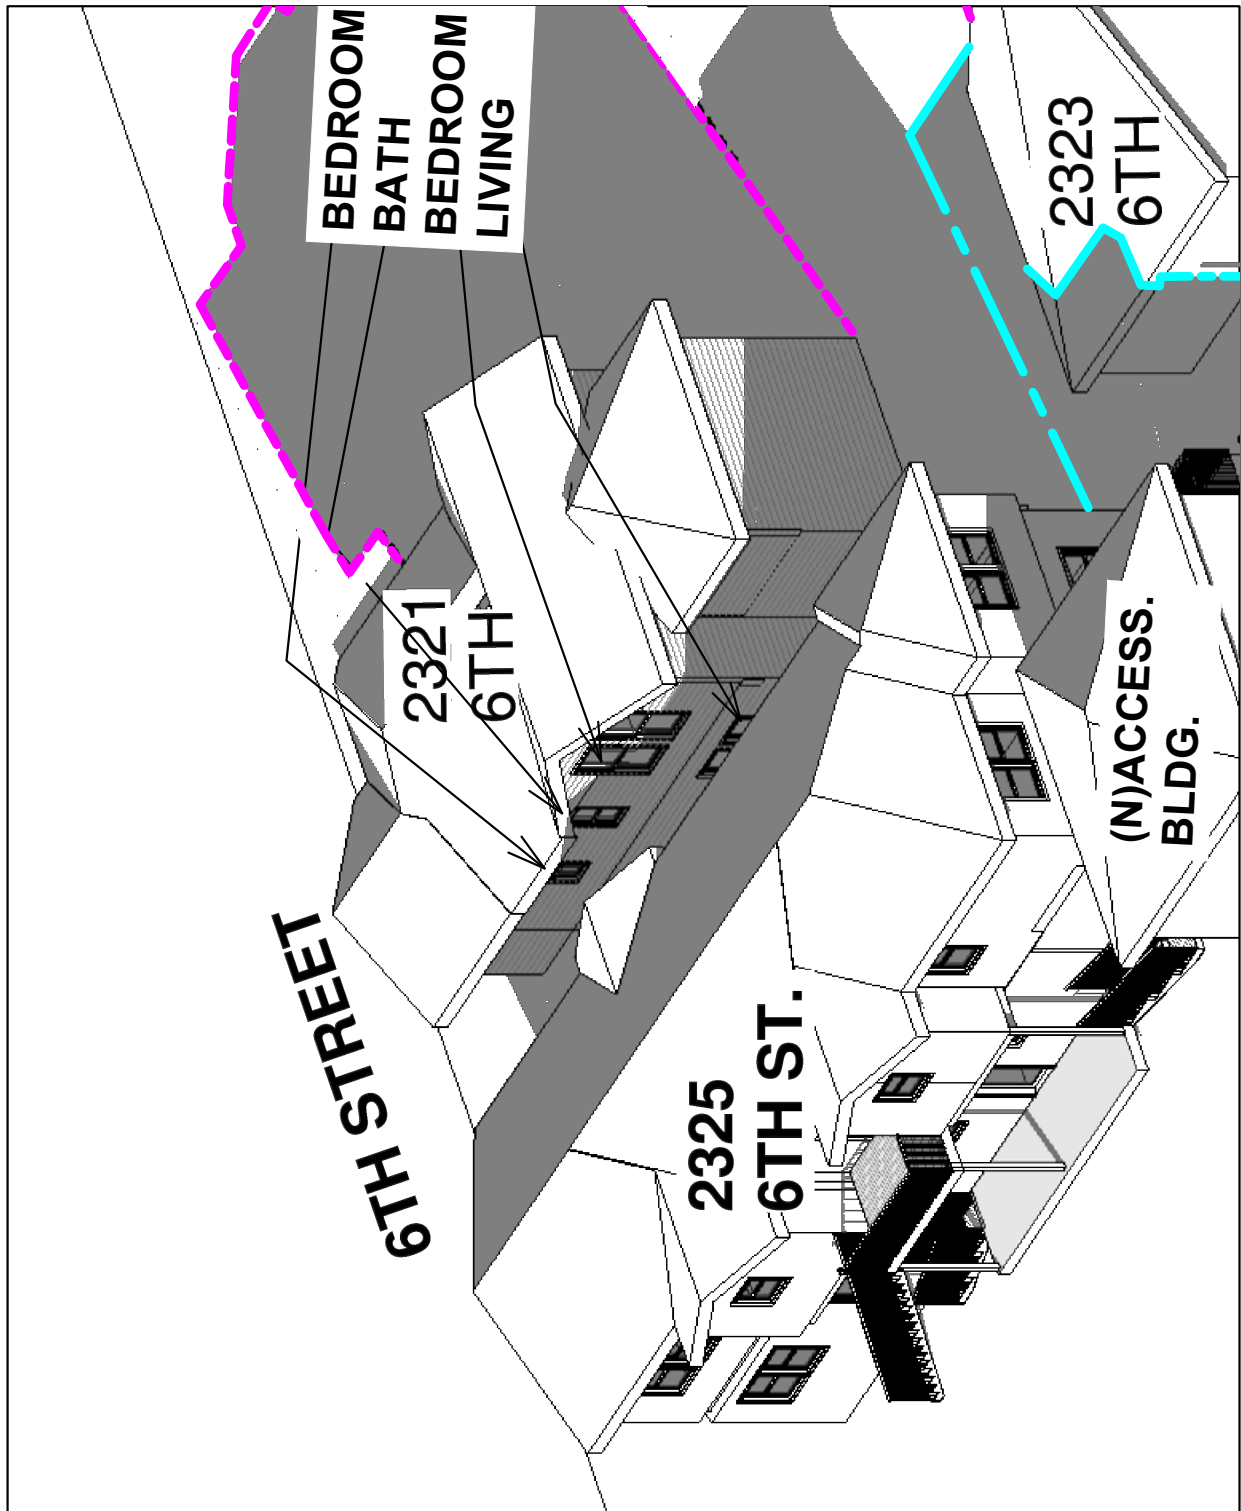 BEDROOM
BATH
BEDROOM
LIVING
2323
6TH
2321
6TH
6TH STREET
2325
6TH ST.
(N)ACCESS.
BLDG.